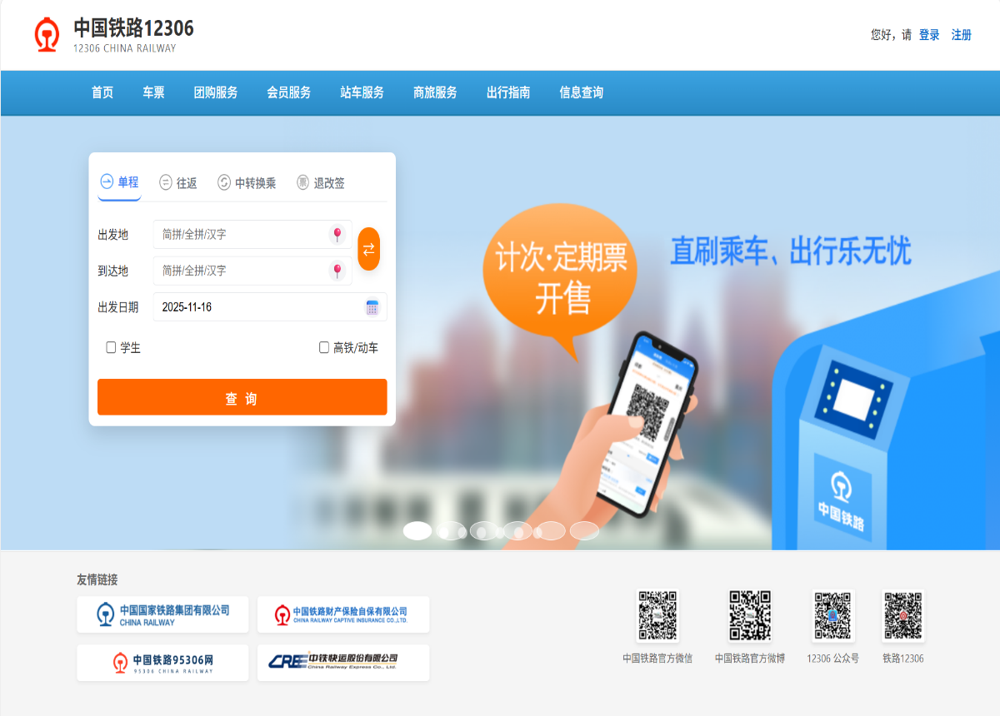 中国铁路12306
12306 CHINA RAILWAY
您好，请 登录 注册
首页 车票 团购服务 会员服务 站车服务 商旅服务 出行指南 信息查询
单程 往返 中转换乘 退改签
出发地 简拼/全拼/汉字
到达地 简拼/全拼/汉字
出发日期 2025-11-16
学生 高铁/动车
查 询
计次·定期票
开售
直刷乘车、出行乐无忧
中国铁路
友情链接
中国国家铁路集团有限公司
CHINA RAILWAY
中国铁路财产保险自保有限公司
CHINA RAILWAY CAPTIVE INSURANCE CO.,LTD.
中国铁路95306网
95306 CHINA RAILWAY
CREE 中铁快运股份有限公司
China Railway Express Co., Ltd.
中国铁路官方微信 中国铁路官方微博 12306 公众号 铁路12306